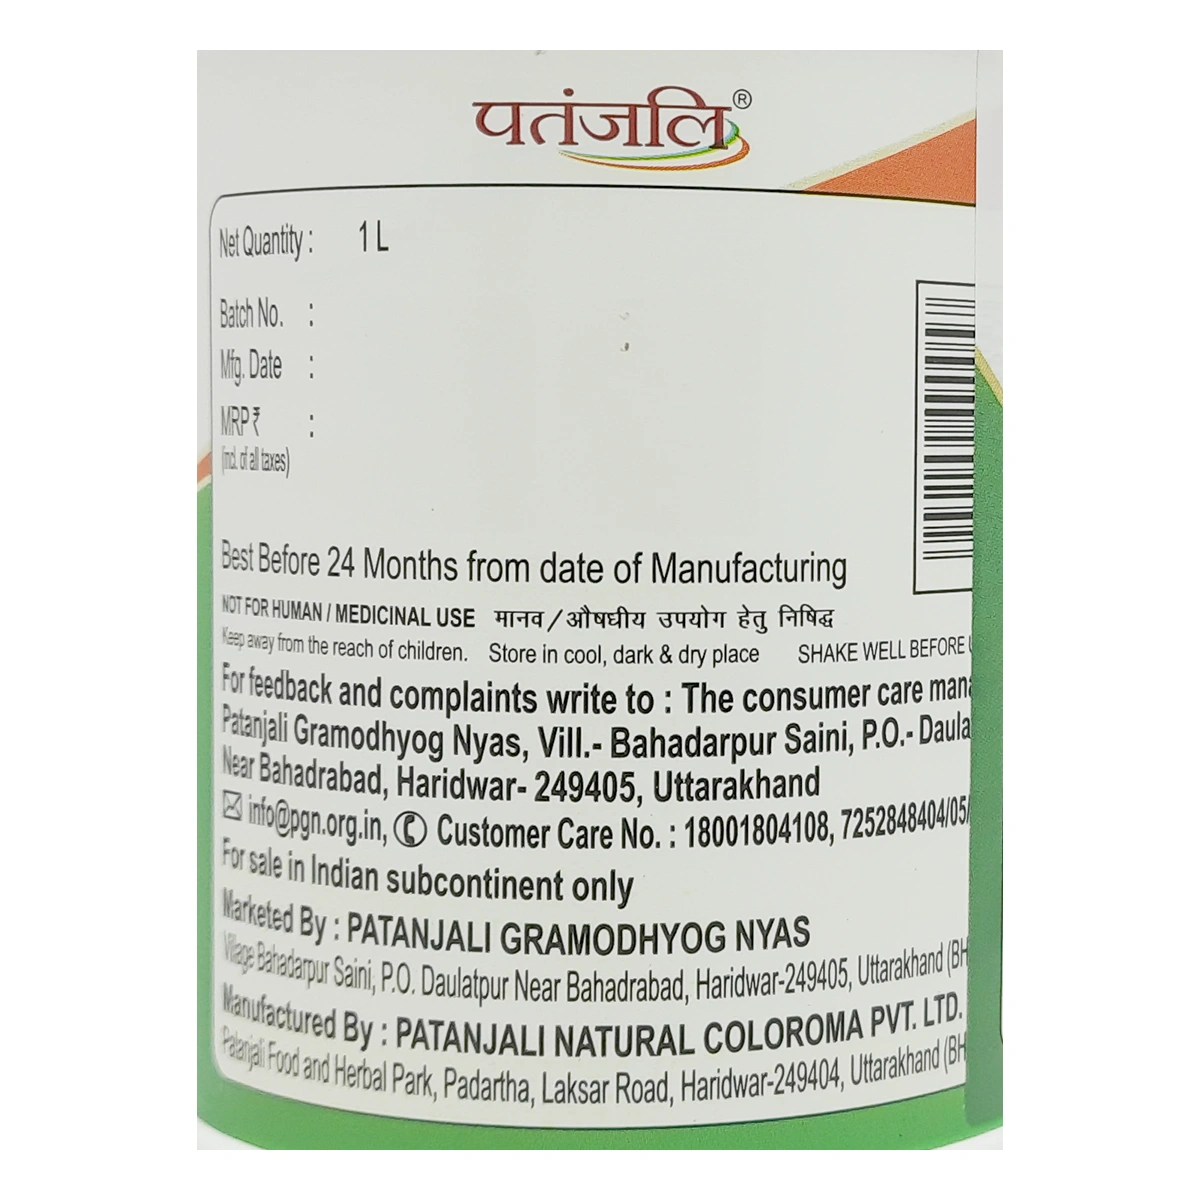 पतंजलि®
Net Quantity : 1 L
Batch No. :
Mfg. Date :
MRP ₹ :
(incl. of all taxes)
Best Before 24 Months from date of Manufacturing
NOT FOR HUMAN / MEDICINAL USE मानव/औषधीय उपयोग हेतु निषिद्ध
Keep away from the reach of children. Store in cool, dark & dry place SHAKE WELL BEFORE
For feedback and complaints write to : The consumer care
Patanjali Gramodhyog Nyas, Vill.- Bahadarpur Saini, P.O.-
Near Bahadrabad, Haridwar- 249405, Uttarakhand
info@pgn.org.in, Customer Care No. : 18001804108, 7252848404/05/
For sale in Indian subcontinent only
Marketed By : PATANJALI GRAMODHYOG NYAS
Village Bahadarpur Saini, P.O. Daulatpur Near Bahadrabad, Haridwar-249405, Uttarakhand
Manufactured By : PATANJALI NATURAL COLOROMA PVT. LTD.
Patanjali Food and Herbal Park, Padartha, Laksar Road, Haridwar-249404, Uttarakhand